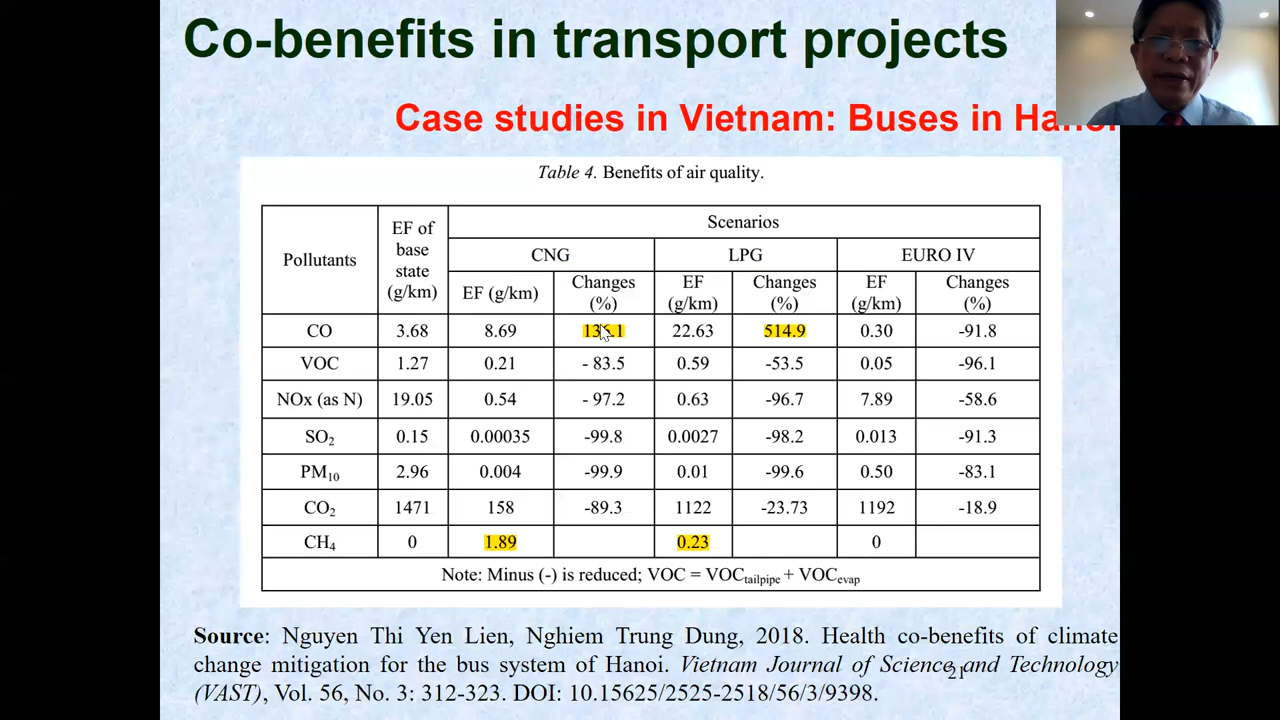 Co-benefits in transport projects
Case studies in Vietnam: Buses in
Table 4. Benefits of air quality.
Pollutants EF of base state (g/km) Scenarios
CNG LPG EURO IV
EF (g/km) Changes (%) EF (g/km) Changes (%) EF (g/km) Changes (%)
CO 3.68 8.69 22.63 514.9 0.30 -91.8
VOC 1.27 0.21 - 83.5 0.59 -53.5 0.05 -96.1
NOx (as N) 19.05 0.54 - 97.2 0.63 -96.7 7.89 -58.6
SO2 0.15 0.00035 -99.8 0.0027 -98.2 0.013 -91.3
PM10 2.96 0.004 -99.9 0.01 -99.6 0.50 -83.1
CO2 1471 158 -89.3 1122 -23.73 1192 -18.9
CH4 0 1.89 0.23 0
Note: Minus (-) is reduced; VOC = VOCtailpipe + VOCevap
Source: Nguyen Thi Yen Lien, Nghiem Trung Dung, 2018. Health co-benefits of climate
change mitigation for the bus system of Hanoi. Vietnam Journal of Science and Technology
(VAST), Vol. 56, No. 3: 312-323. DOI: 10.15625/2525-2518/56/3/9398.
21